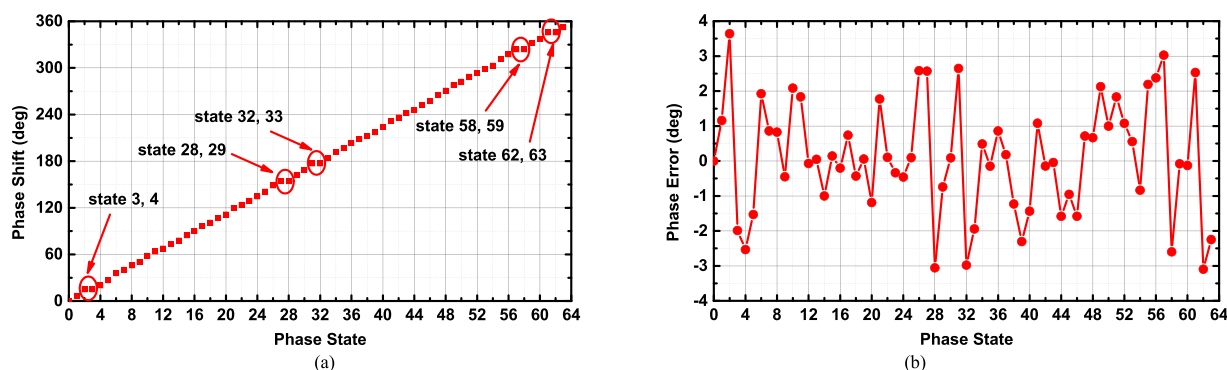 360
300
240
180
120
60
0
Phase Shift (deg)
state 3, 4
state 28, 29
state 32, 33
state 58, 59
state 62, 63
0 4 8 12 16 20 24 28 32 36 40 44 48 52 56 60 64
Phase State
(a)
4
3
2
1
0
-1
-2
-3
-4
Phase Error (deg)
0 4 8 12 16 20 24 28 32 36 40 44 48 52 56 60 64
Phase State
(b)